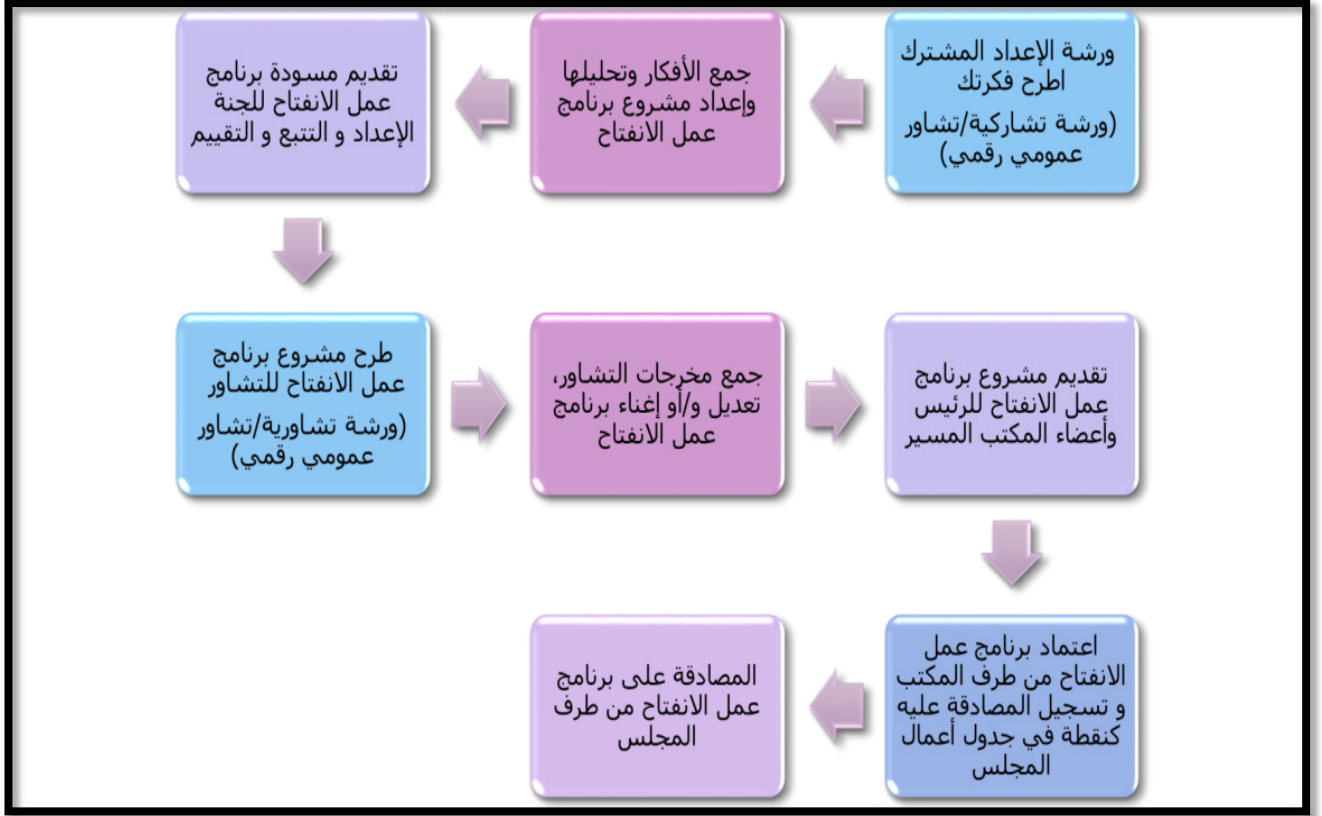 ورشة الإعداد المشترك
اطرح فكرتك
(ورشة تشاركية/تشاور
عمومي رقمي)
جمع الأفكار وتحليلها
وإعداد مشروع برنامج
عمل الانفتاح
تقديم مسودة برنامج
عمل الانفتاح للجنة
الإعداد و التتبع و التقييم
طرح مشروع برنامج
عمل الانفتاح للتشاور
(ورشة تشاورية/تشاور
عمومي رقمي)
جمع مخرجات التشاور،
تعديل و/أو إغناء برنامج
عمل الانفتاح
تقديم مشروع برنامج
عمل الانفتاح للرئيس
وأعضاء المكتب المسير
اعتماد برنامج عمل
الانفتاح من طرف المكتب
و تسجيل المصادقة عليه
كنقطة في جدول أعمال
المجلس
المصادقة على برنامج
عمل الانفتاح من طرف
المجلس